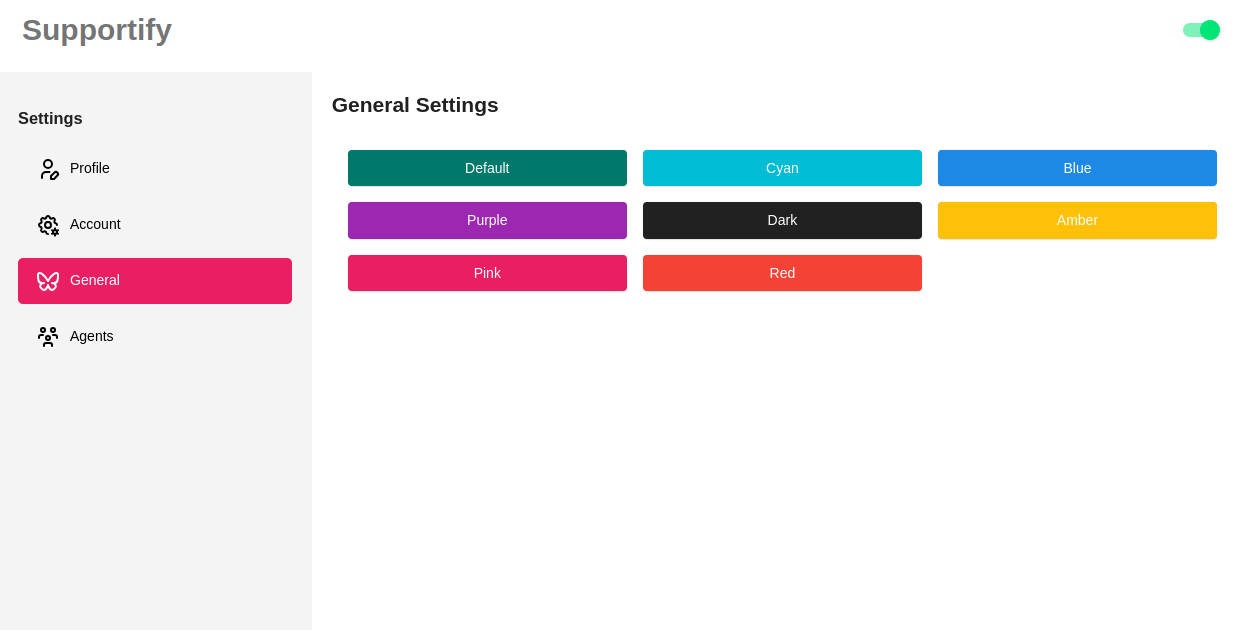 Supportify
Settings
Profile
Account
General
Agents
General Settings
Default
Cyan
Blue
Purple
Dark
Amber
Pink
Red